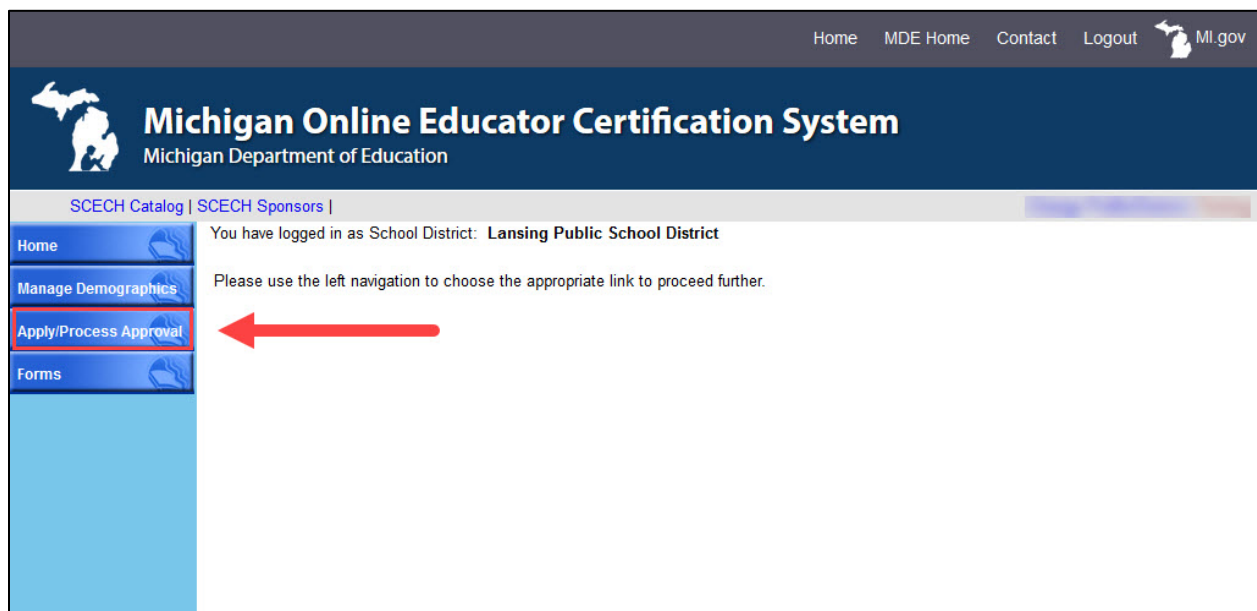 Home MDE Home Contact Logout MI.gov
Michigan Online Educator Certification System
Michigan Department of Education
SCECH Catalog | SCECH Sponsors |
Home
You have logged in as School District: Lansing Public School District
Manage Demographics
Please use the left navigation to choose the appropriate link to proceed further.
Apply/Process Approval
Forms